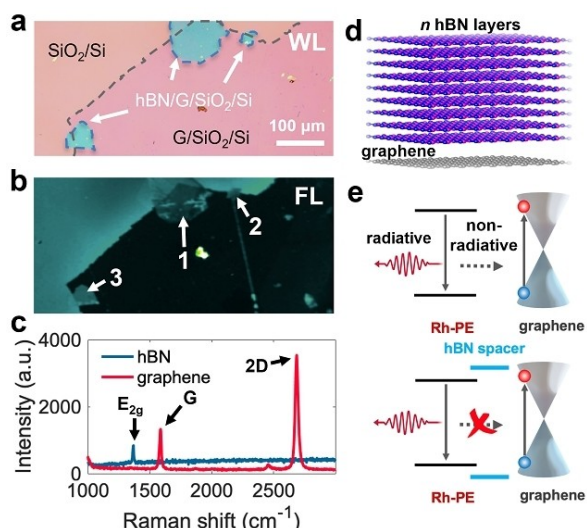 a
WL
SiO₂/Si
hBN/G/SiO₂/Si
G/SiO₂/Si
100 µm
b
FL
1
2
3
c
4000
2000
0
Intensity (a.u.)
hBN
graphene
E₂g
G
2D
1000
1500
2000
2500
Raman shift (cm⁻¹)
d
n hBN layers
graphene
e
radiative
non-
radiative
Rh-PE
graphene
hBN spacer
Rh-PE
graphene